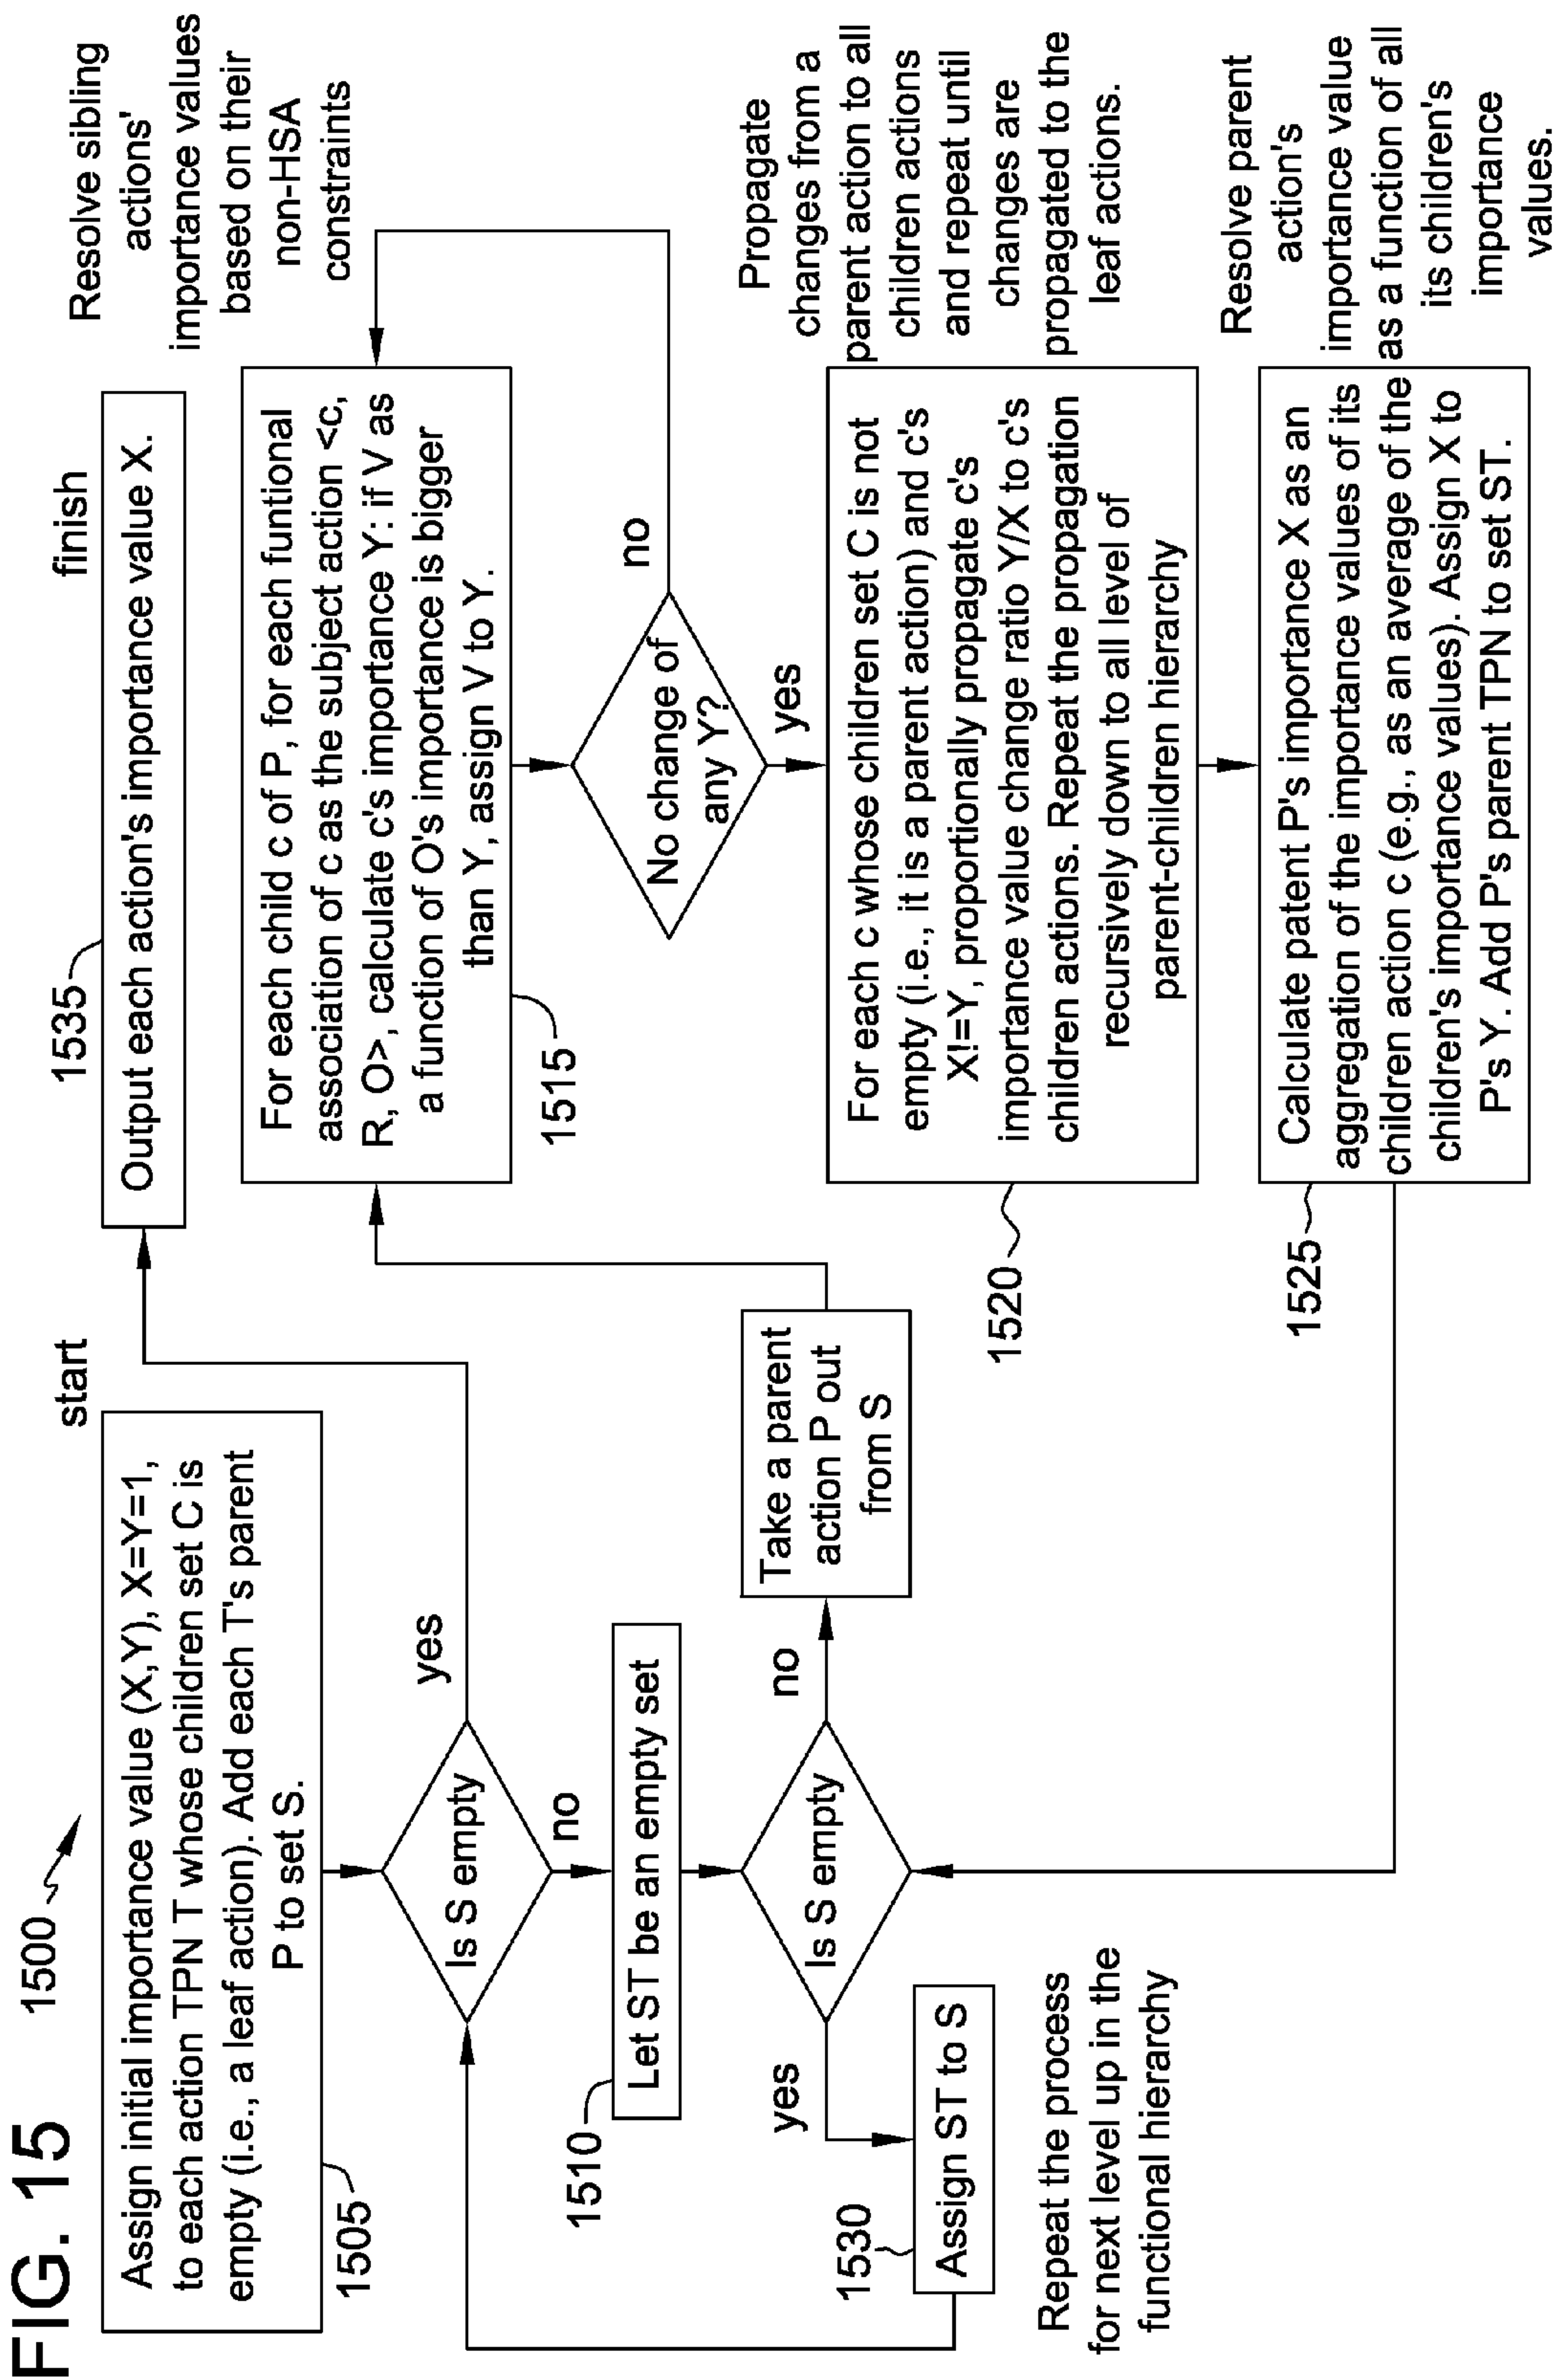 FIG. 15
1500
start
Assign initial importance value (X,Y), X=Y=1,
to each action TPN T whose children set C is
empty (i.e., a leaf action). Add each T's parent
P to set S.
1505
Is S empty
yes
no
1510
Let ST be an empty set
Is S empty
yes
no
1530
Assign ST to S
Repeat the process
for next level up in the
functional hierarchy
Take a parent
action P out
from S
finish
1535
Output each action's importance value X.
Resolve sibling
actions'
importance values
based on their
non-HSA
constraints
For each child c of P, for each funtional
association of c as the subject action <c,
R, O>, calculate c's importance Y: if V as
a function of O's importance is bigger
than Y, assign V to Y.
1515
No change of
any Y?
no
yes
Propagate
changes from a
parent action to all
children actions
and repeat until
changes are
propagated to the
leaf actions.
For each c whose children set C is not
empty (i.e., it is a parent action) and c's
X!=Y, proportionally propagate c's
importance value change ratio Y/X to c's
children actions. Repeat the propagation
recursively down to all level of
parent-children hierarchy
1520
Resolve parent
action's
importance value
as a function of all
its children's
importance
values.
Calculate patent P's importance X as an
aggregation of the importance values of its
children action c (e.g., as an average of the
children's importance values). Assign X to
P's Y. Add P's parent TPN to set ST.
1525